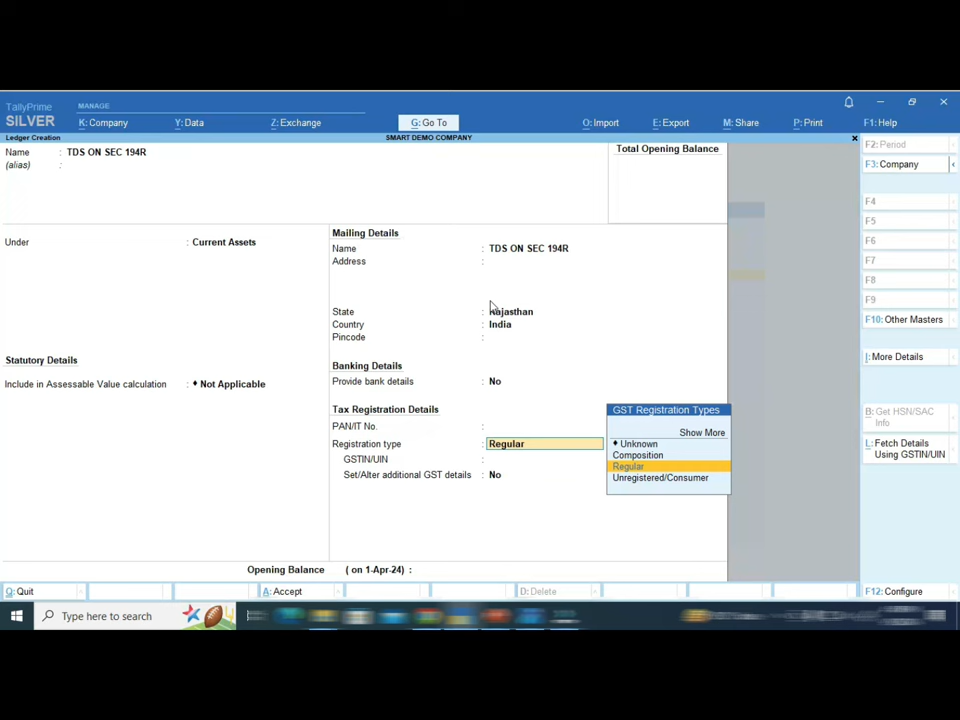 TallyPrime
SILVER
MANAGE
K: Company
Y: Data
Z: Exchange
G: Go To
O: Import
E: Export
M: Share
P: Print
F1: Help
Ledger Creation
SMART DEMO COMPANY
Name : TDS ON SEC 194R
(alias) :
Total Opening Balance
Under : Current Assets
Statutory Details
Include in Assessable Value calculation : ♦ Not Applicable
Mailing Details
Name : TDS ON SEC 194R
Address :
State : Rajasthan
Country : India
Pincode :
Banking Details
Provide bank details : No
Tax Registration Details
PAN/IT No. :
Registration type : Regular
GSTIN/UIN :
Set/Alter additional GST details : No
GST Registration Types
Show More
♦ Unknown
Composition
Regular
Unregistered/Consumer
Opening Balance ( on 1-Apr-24) :
F2: Period
F3: Company
F4
F5
F6
F7
F8
F9
F10: Other Masters
I: More Details
B: Get HSN/SAC
Info
L: Fetch Details
Using GSTIN/UIN
Q: Quit
A: Accept
D: Delete
F12: Configure
Type here to search